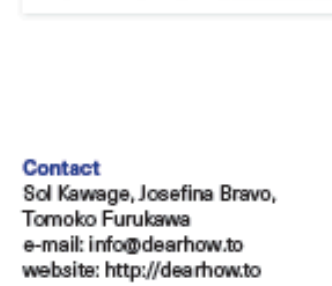 Contact
Sol Kawage, Josefina Bravo,
Tomoko Furukawa
e-mail: info@dearhow.to
website: http://dearhow.to